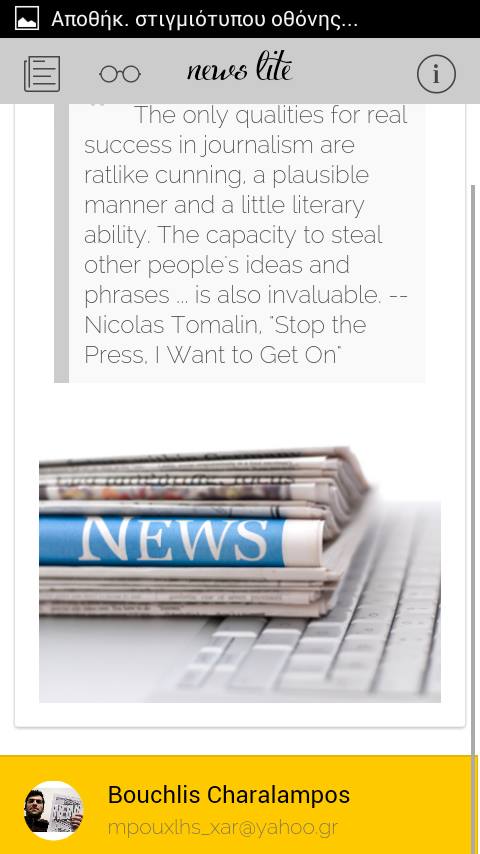 Αποθήκ. στιγμιότυπου οθόνης...
news lite
The only qualities for real
success in journalism are
ratlike cunning, a plausible
manner and a little literary
ability. The capacity to steal
other people's ideas and
phrases ... is also invaluable. --
Nicolas Tomalin, "Stop the
Press, I Want to Get On"
NEWS
Bouchlis Charalampos
mpouxlhs_xar@yahoo.gr